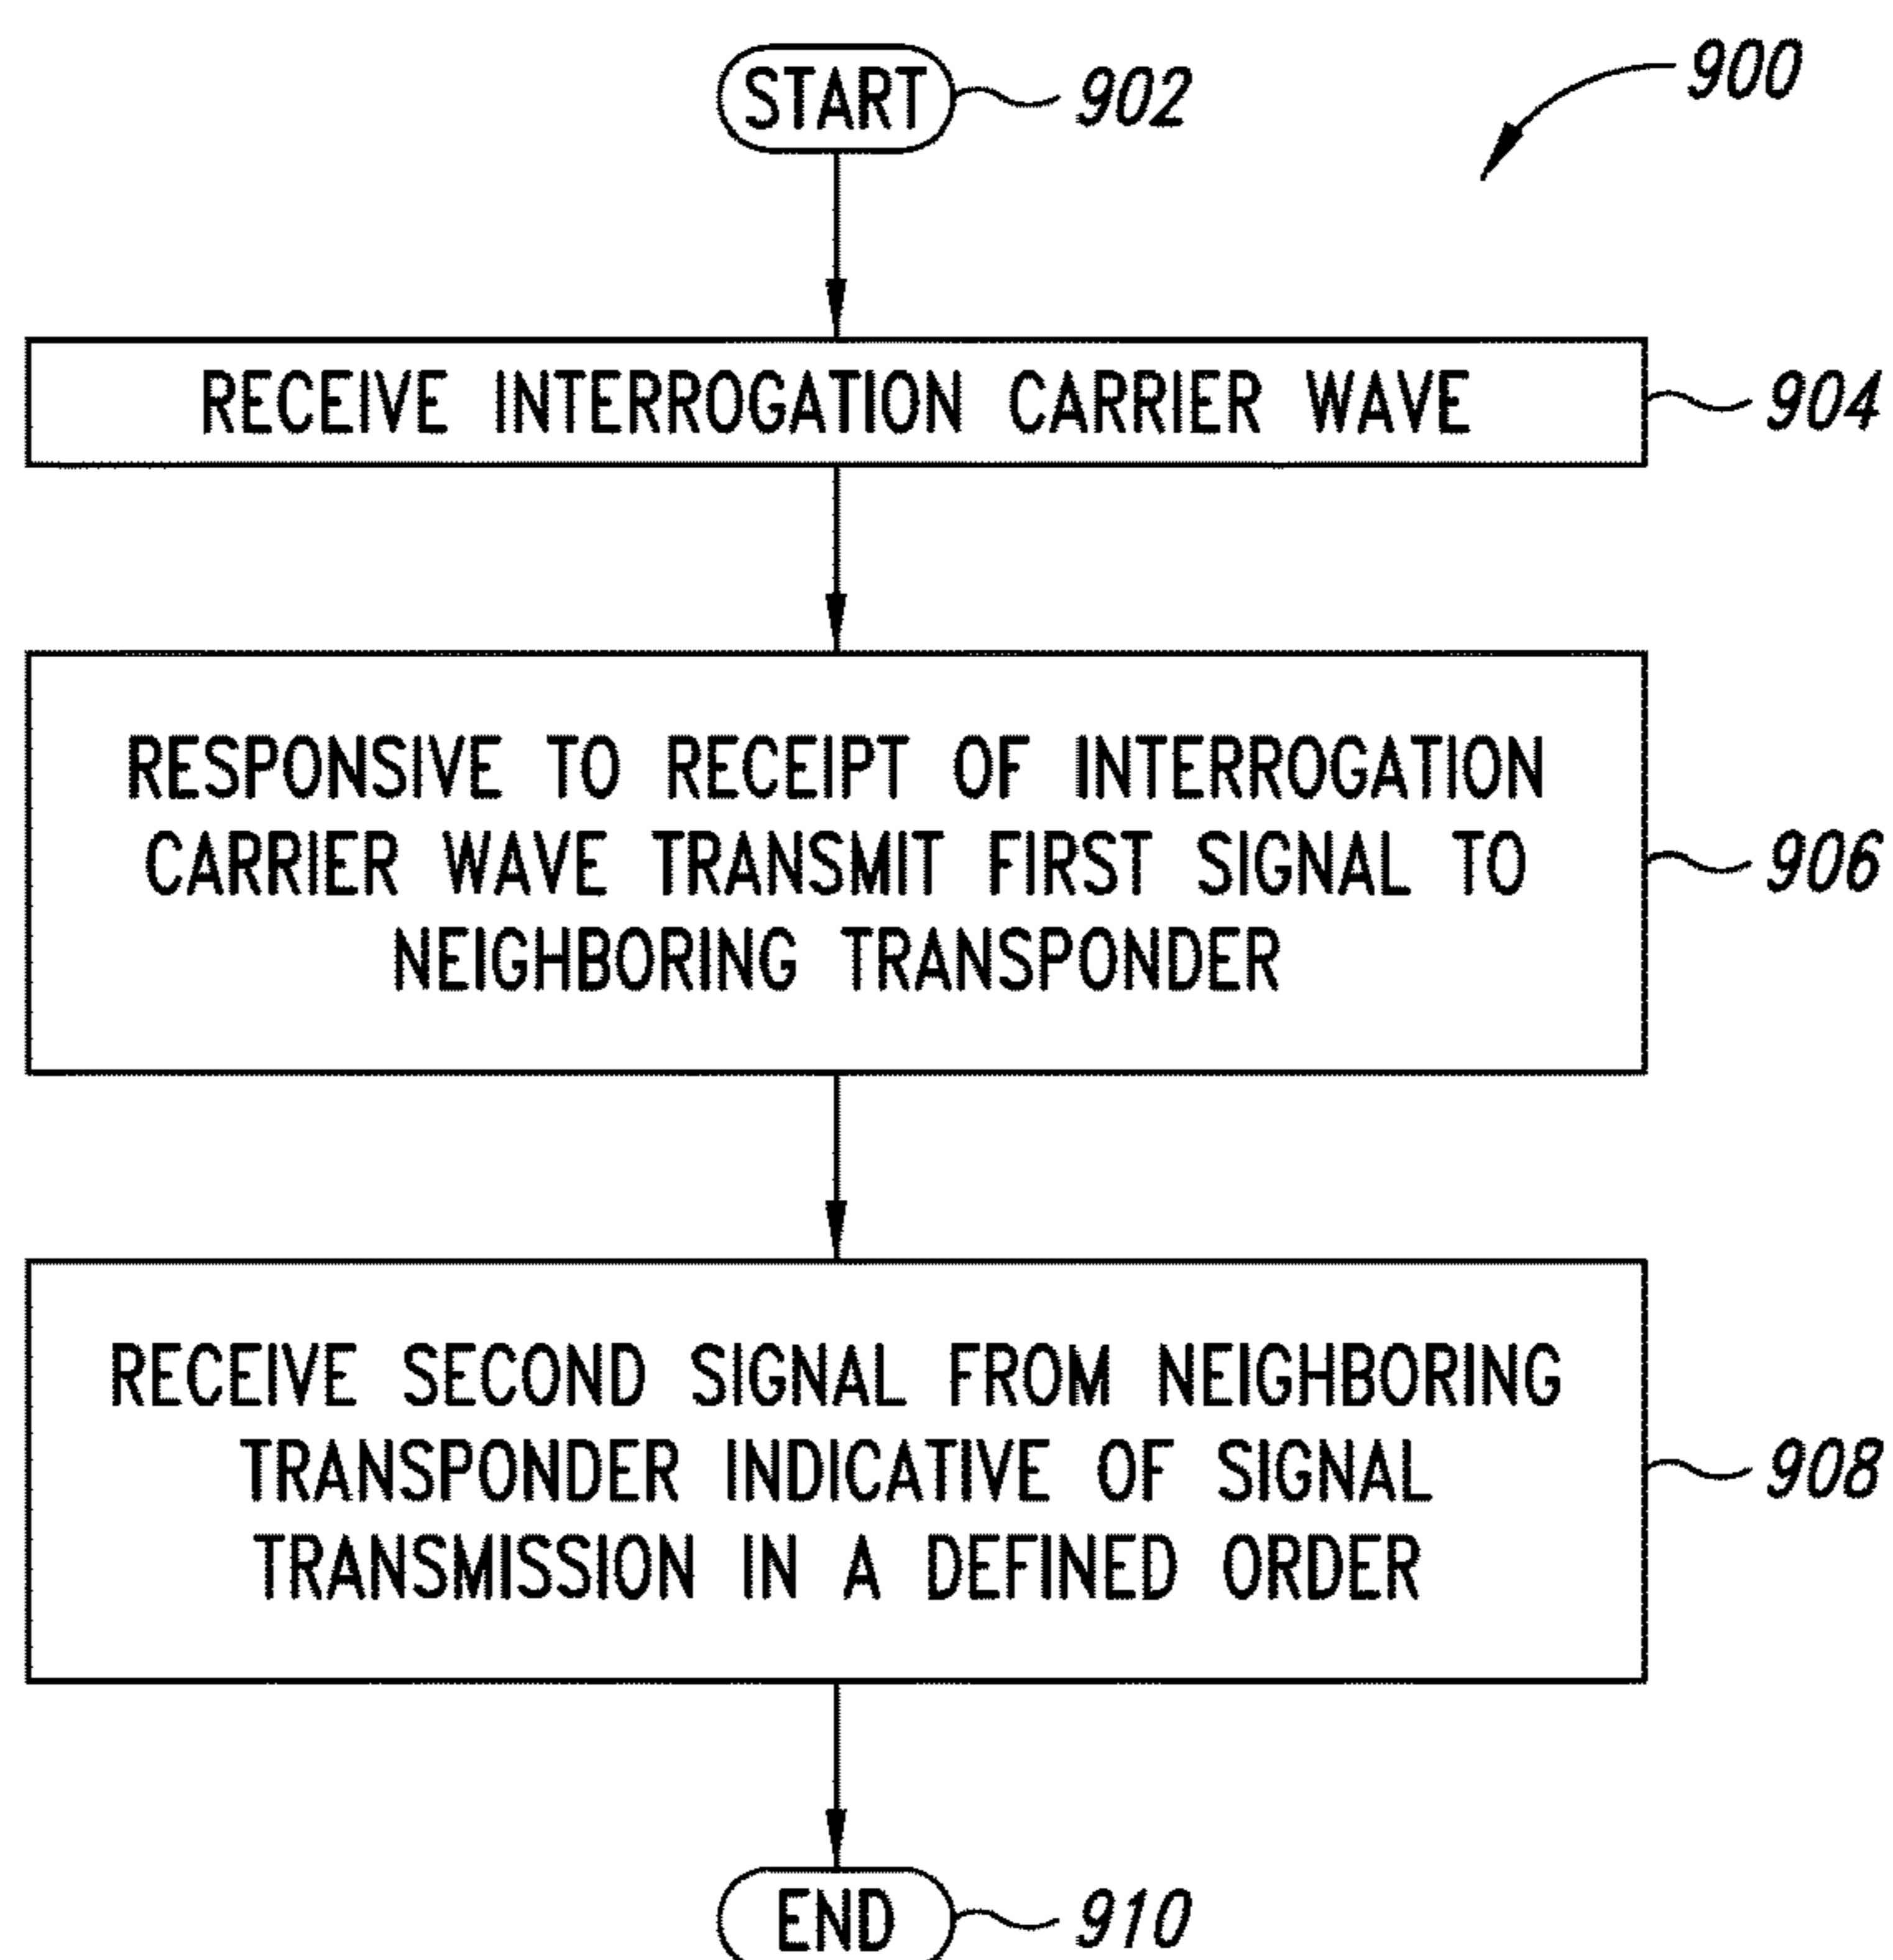 900
START
902
RECEIVE INTERROGATION CARRIER WAVE
904
RESPONSIVE TO RECEIPT OF INTERROGATION
CARRIER WAVE TRANSMIT FIRST SIGNAL TO
NEIGHBORING TRANSPONDER
906
RECEIVE SECOND SIGNAL FROM NEIGHBORING
TRANSPONDER INDICATIVE OF SIGNAL
TRANSMISSION IN A DEFINED ORDER
908
END
910